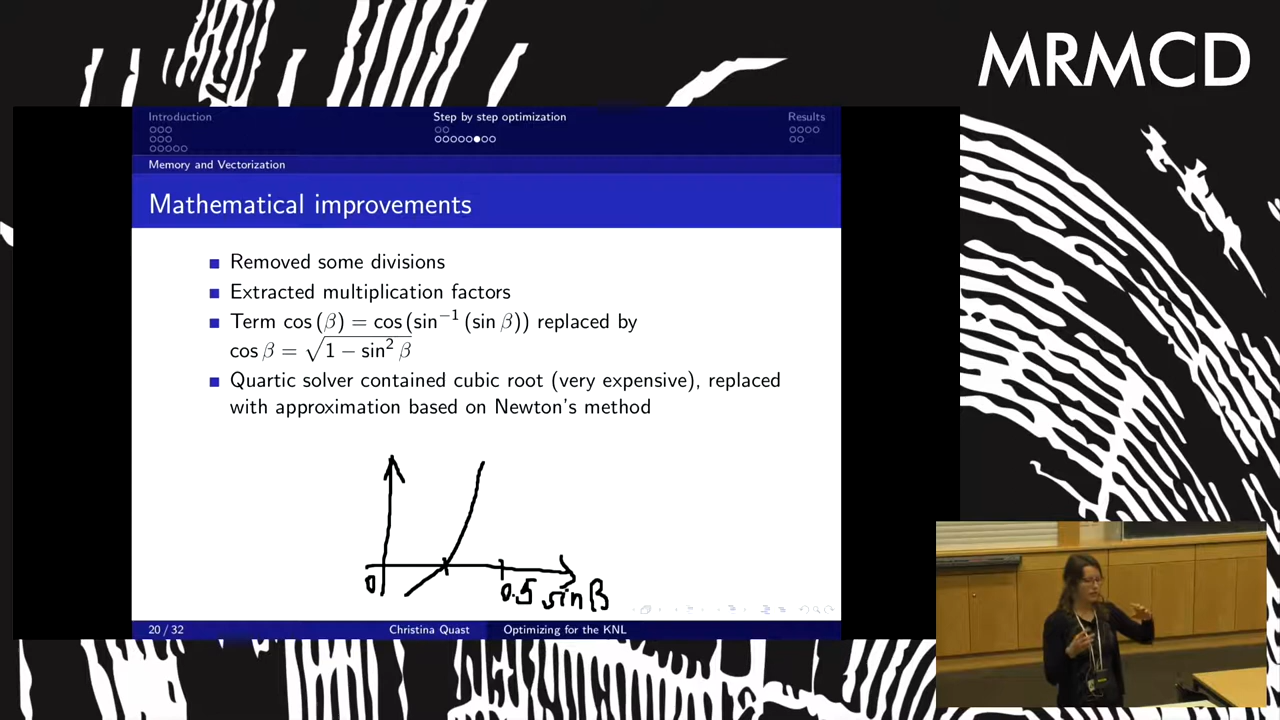 MRMCD
Introduction Step by step optimization Results
Memory and Vectorization
Mathematical improvements
Removed some divisions
Extracted multiplication factors
Term cos (β) = cos (sin⁻¹ (sin β)) replaced by
cos β = √(1 − sin² β)
Quartic solver contained cubic root (very expensive), replaced
with approximation based on Newton's method
0 0.5 sin β
20 / 32 Christina Quast Optimizing for the KNL